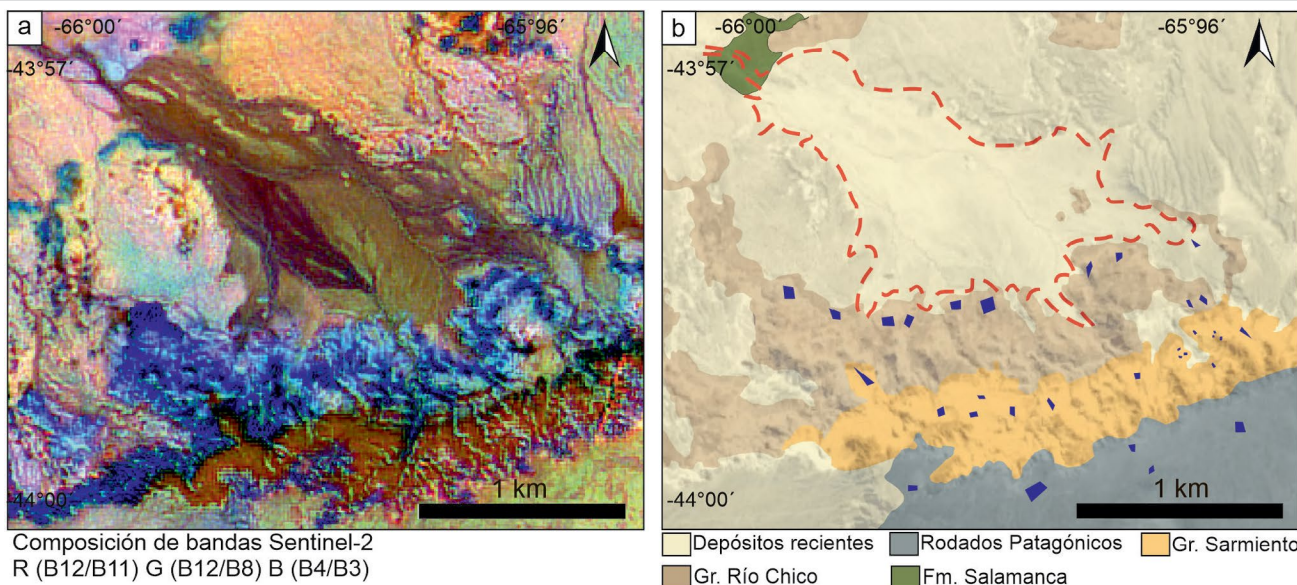 a
-66°00´
-65°96´
-43°57´
-44°00´
1 km
Composición de bandas Sentinel-2
R (B12/B11) G (B12/B8) B (B4/B3)
b
-66°00´
-65°96´
-43°57´
-44°00´
1 km
Depósitos recientes
Rodados Patagónicos
Gr. Sarmiento
Gr. Río Chico
Fm. Salamanca